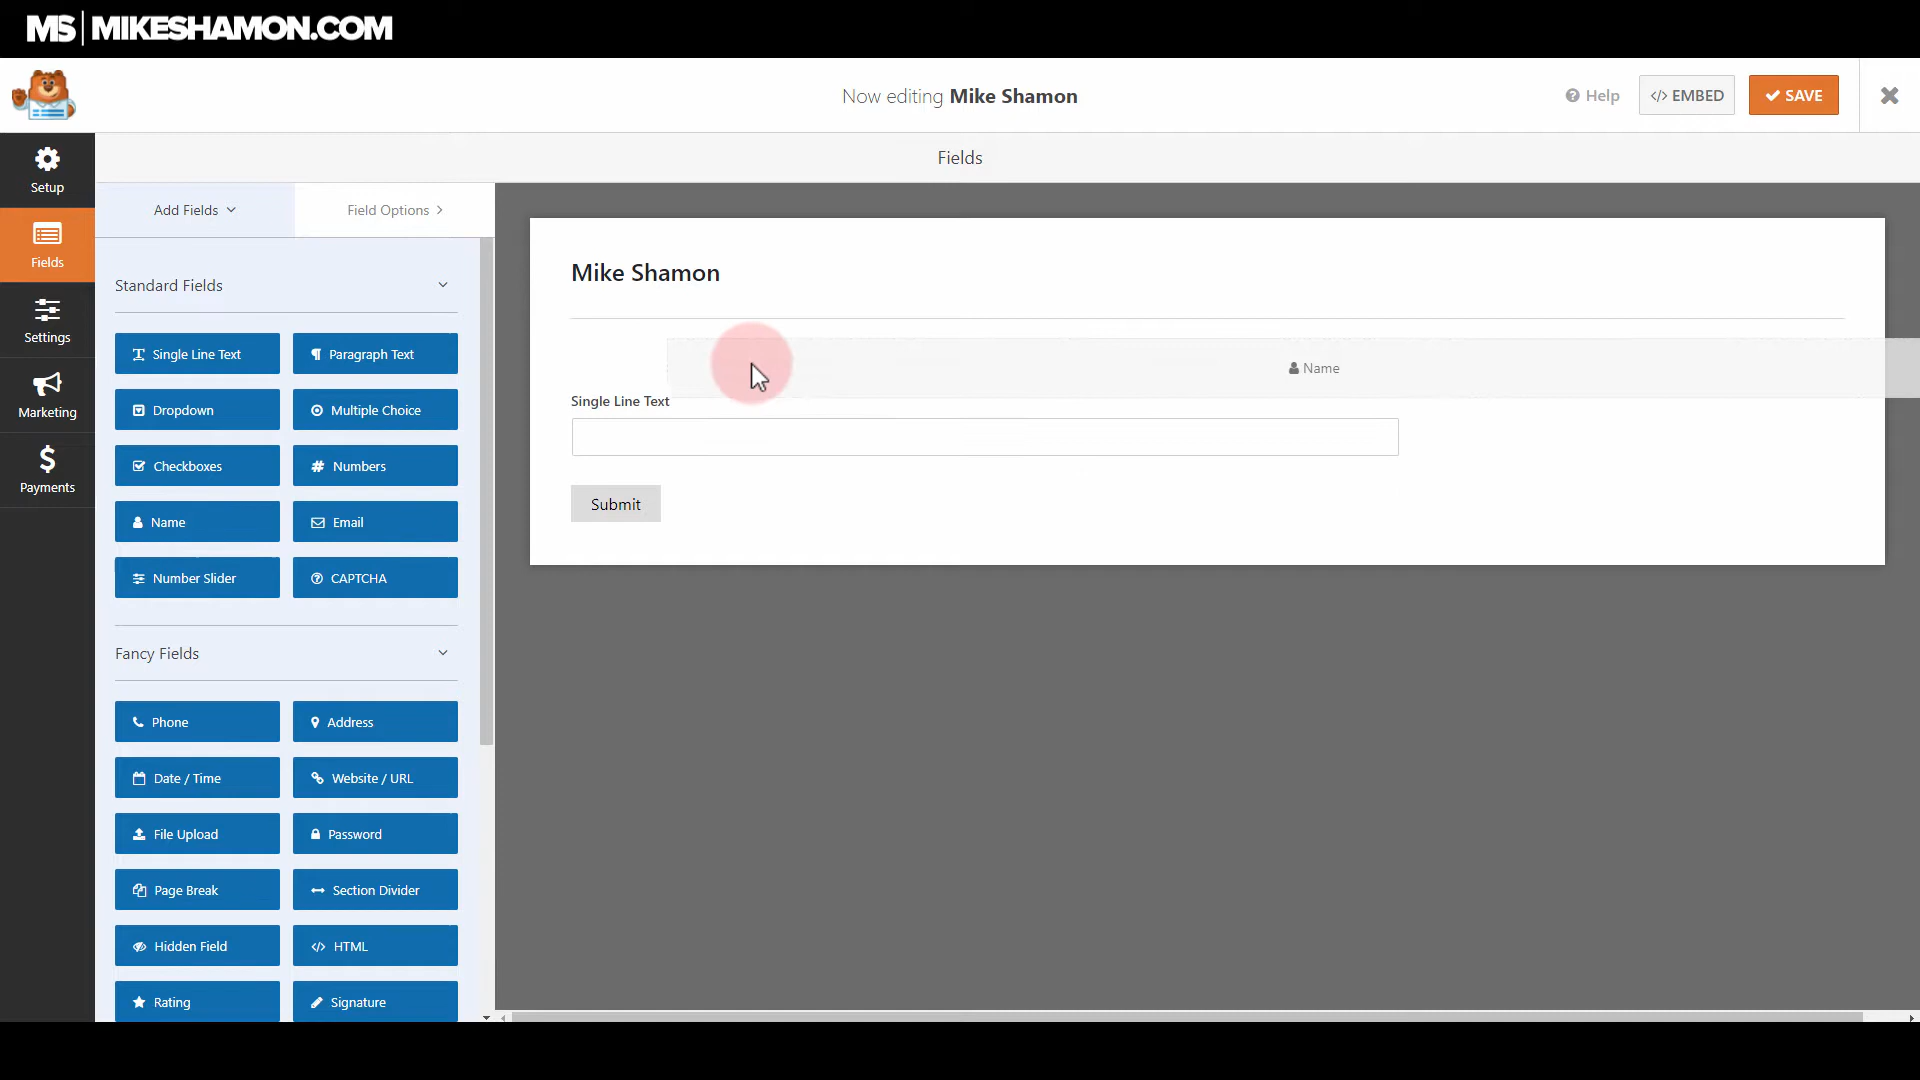 MS | MIKESHAMON.COM
Now editing Mike Shamon
Help
</> EMBED
SAVE
Setup
Fields
Settings
Marketing
Payments
Fields
Add Fields
Field Options
Standard Fields
Single Line Text
Paragraph Text
Dropdown
Multiple Choice
Checkboxes
Numbers
Name
Email
Number Slider
CAPTCHA
Fancy Fields
Phone
Address
Date / Time
Website / URL
File Upload
Password
Page Break
Section Divider
Hidden Field
HTML
Rating
Signature
Mike Shamon
Name
Single Line Text
Submit